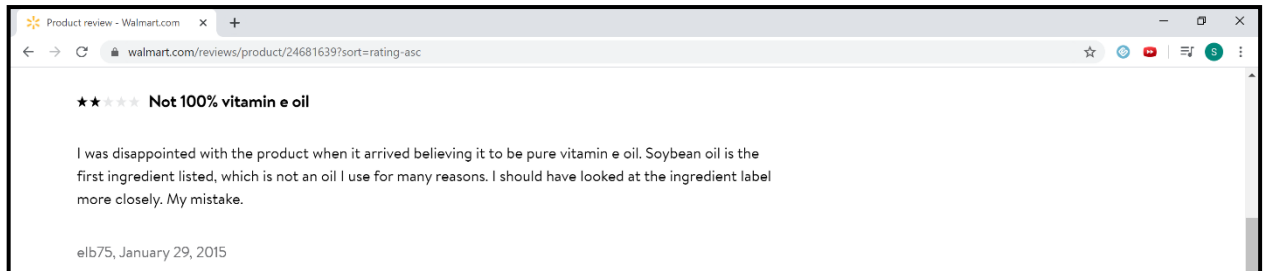 Product review - Walmart.com
walmart.com/reviews/product/24681639?sort=rating-asc
S
Not 100% vitamin e oil
I was disappointed with the product when it arrived believing it to be pure vitamin e oil. Soybean oil is the
first ingredient listed, which is not an oil I use for many reasons. I should have looked at the ingredient label
more closely. My mistake.
elb75, January 29, 2015